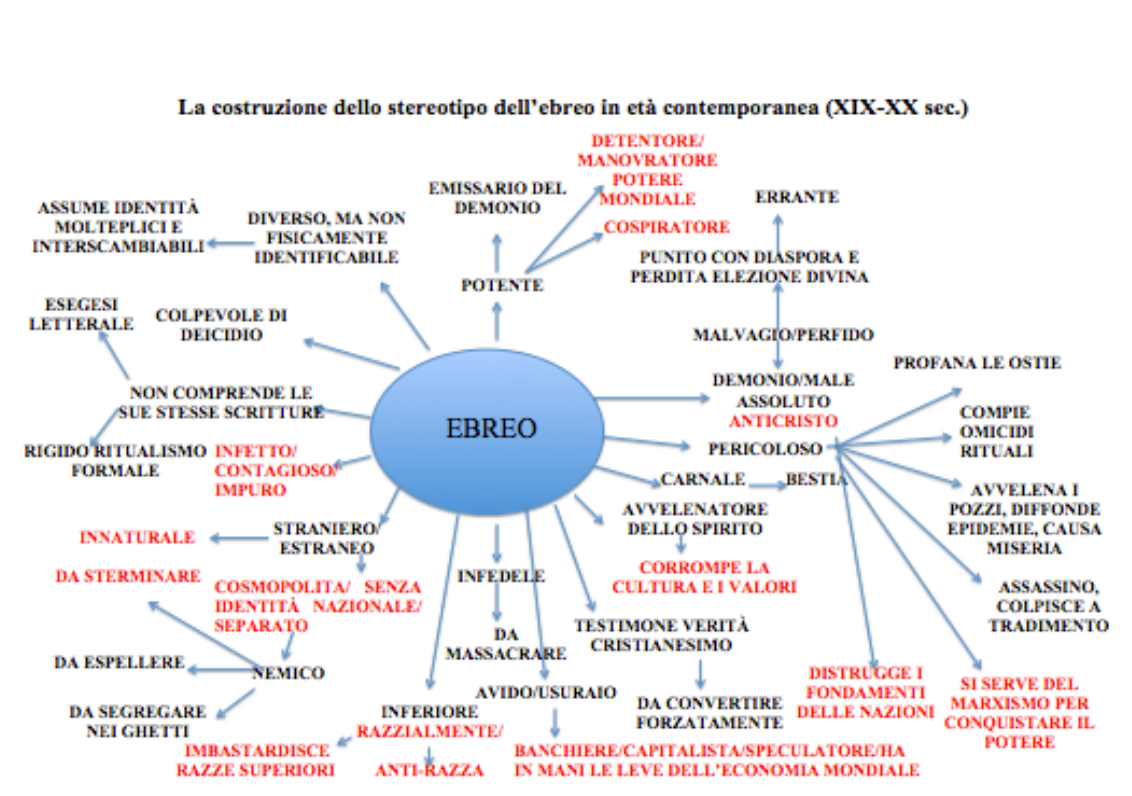 La costruzione dello stereotipo dell'ebreo in età contemporanea (XIX-XX sec.)
DETENTORE/
MANOVRATORE
POTERE
MONDIALE
COSPIRATORE
EMISSARIO DEL
DEMONIO
POTENTE
ERRANTE
PUNITO CON DIASPORA E
PERDITA ELEZIONE DIVINA
MALVAGIO/PERFIDO
DEMONIO/MALE
ASSOLUTO
ANTICRISTO
ASSUME IDENTITÀ
MOLTEPLICI E
INTERSCAMBIABILI
DIVERSO, MA NON
FISICAMENTE
IDENTIFICABILE
ESEGESI
LETTERALE
COLPEVOLE DI
DEICIDIO
NON COMPRENDE LE
SUE STESSE SCRITTURE
RIGIDO RITUALISMO
FORMALE
INFETTO/
CONTAGIOSO/
IMPURO
EBREO
PERICOLOSO
PROFANA LE OSTIE
COMPIE
OMICIDI
RITUALI
AVVELENA I
POZZI, DIFFONDE
EPIDEMIE, CAUSA
MISERIA
ASSASSINO,
COLPISCE A
TRADIMENTO
SI SERVE DEL
MARXISMO PER
CONQUISTARE IL
POTERE
DISTRUGGE I
FONDAMENTI
DELLE NAZIONI
CARNALE
BESTIA
AVVELENATORE
DELLO SPIRITO
CORROMPE LA
CULTURA E I VALORI
STRANIERO/
ESTRANEO
INNATURALE
COSMOPOLITA/ SENZA
IDENTITÀ NAZIONALE/
SEPARATO
NEMICO
DA STERMINARE
DA ESPELLERE
DA SEGREGARE
NEI GHETTI
INFEDELE
DA
MASSACRARE
TESTIMONE VERITÀ
CRISTIANESIMO
DA CONVERTIRE
FORZATAMENTE
AVIDO/USURAIO
BANCHIERE/CAPITALISTA/SPECULATORE/HA
IN MANI LE LEVE DELL'ECONOMIA MONDIALE
INFERIORE
RAZZIALMENTE/
IMBASTARDISCE
RAZZE SUPERIORI
ANTI-RAZZA